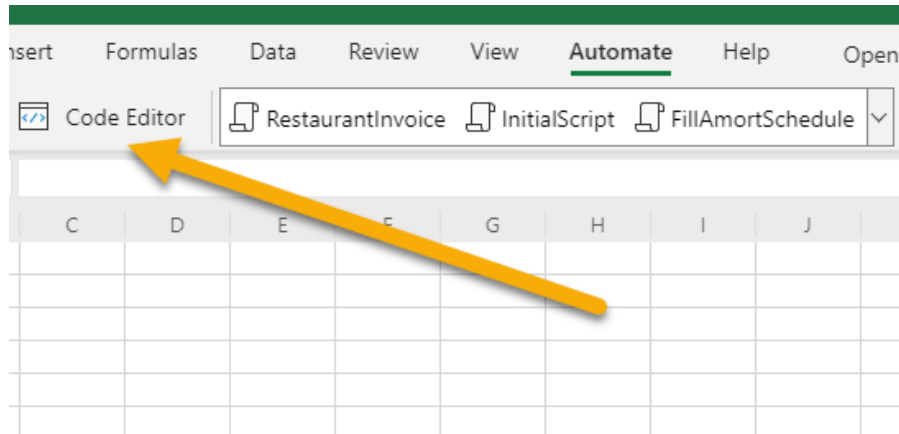 nsert Formulas Data Review View Automate Help Open
Code Editor RestaurantInvoice InitialScript FillAmortSchedule
C D E F G H I J